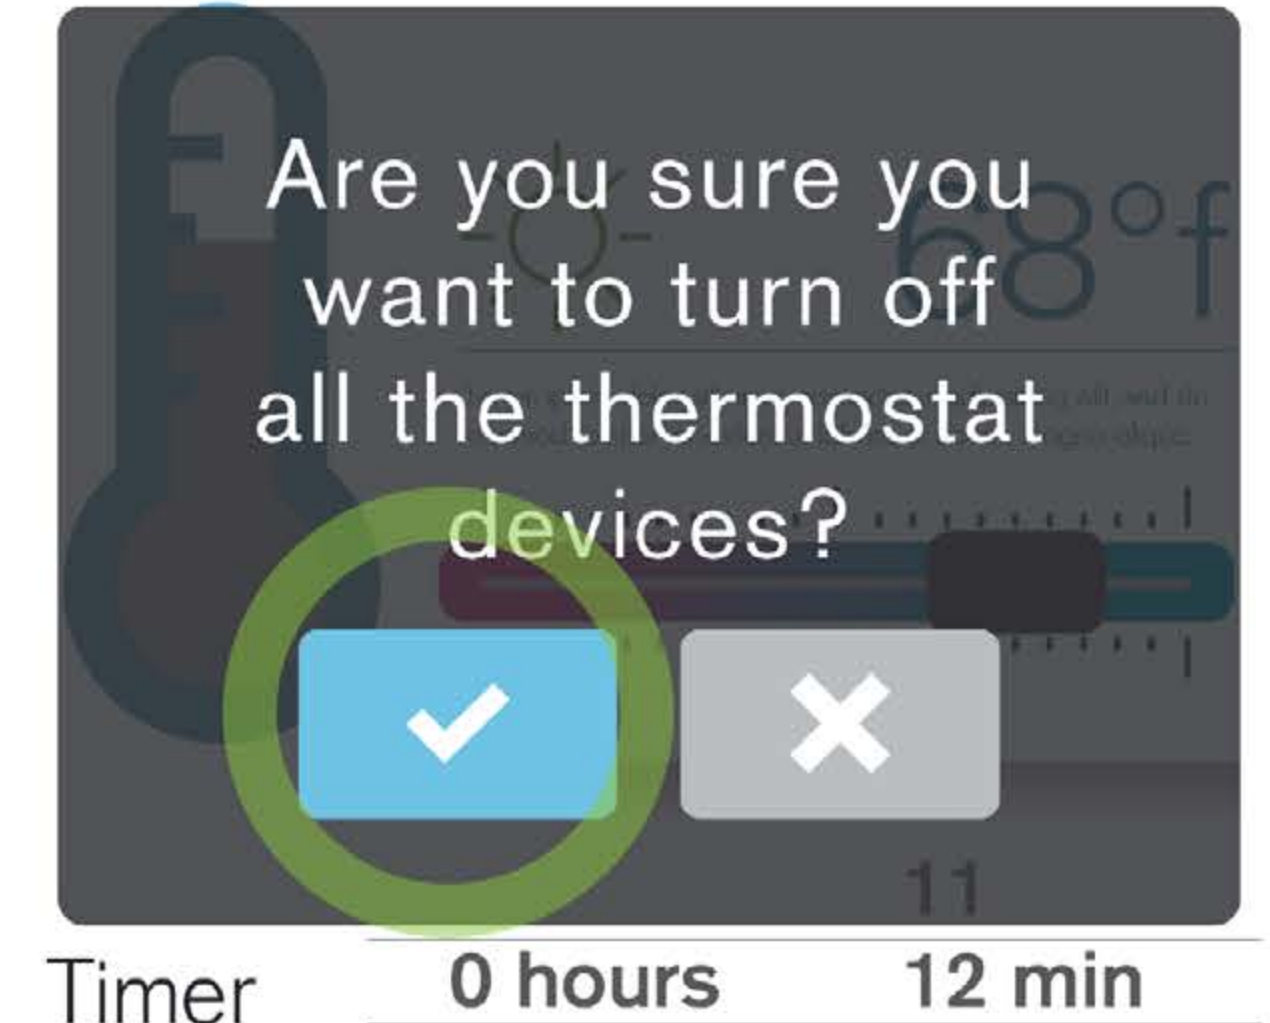 Are you sure you
want to turn off
all the thermostat
devices?
68°f
11
Timer 0 hours 12 min